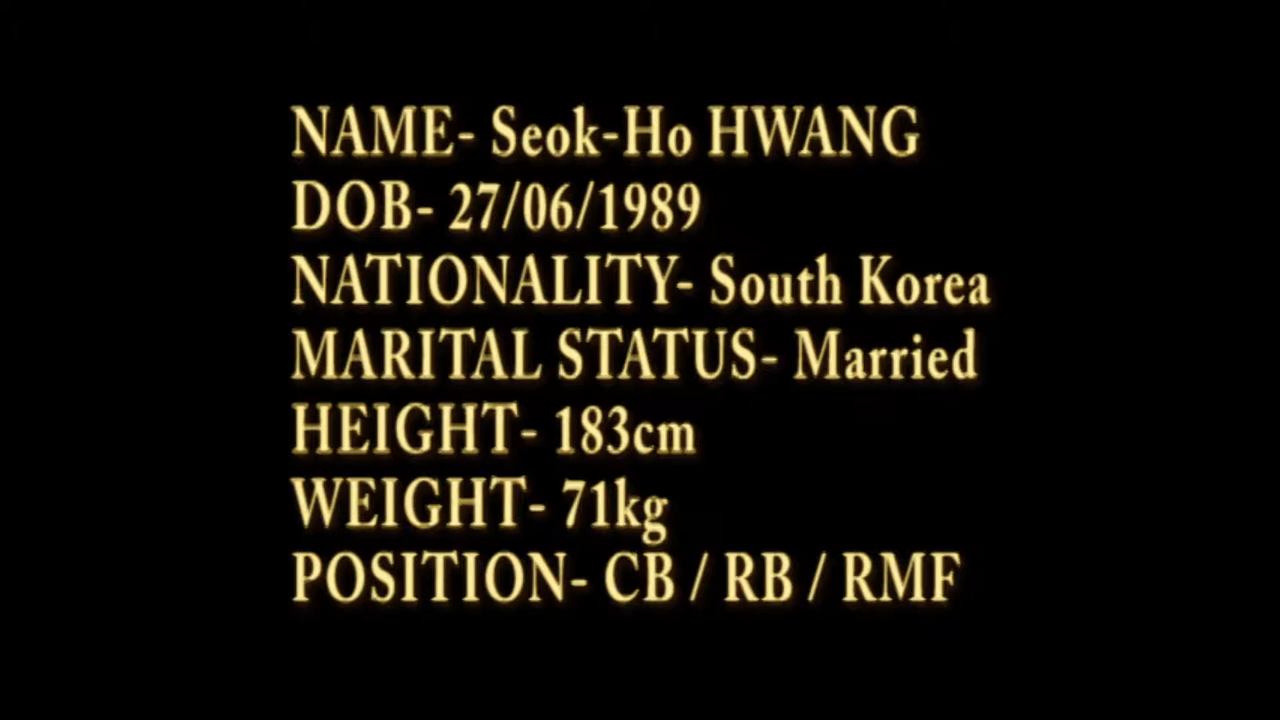 NAME- Seok-Ho HWANG
DOB- 27/06/1989
NATIONALITY- South Korea
MARITAL STATUS- Married
HEIGHT- 183cm
WEIGHT- 71kg
POSITION- CB / RB / RMF